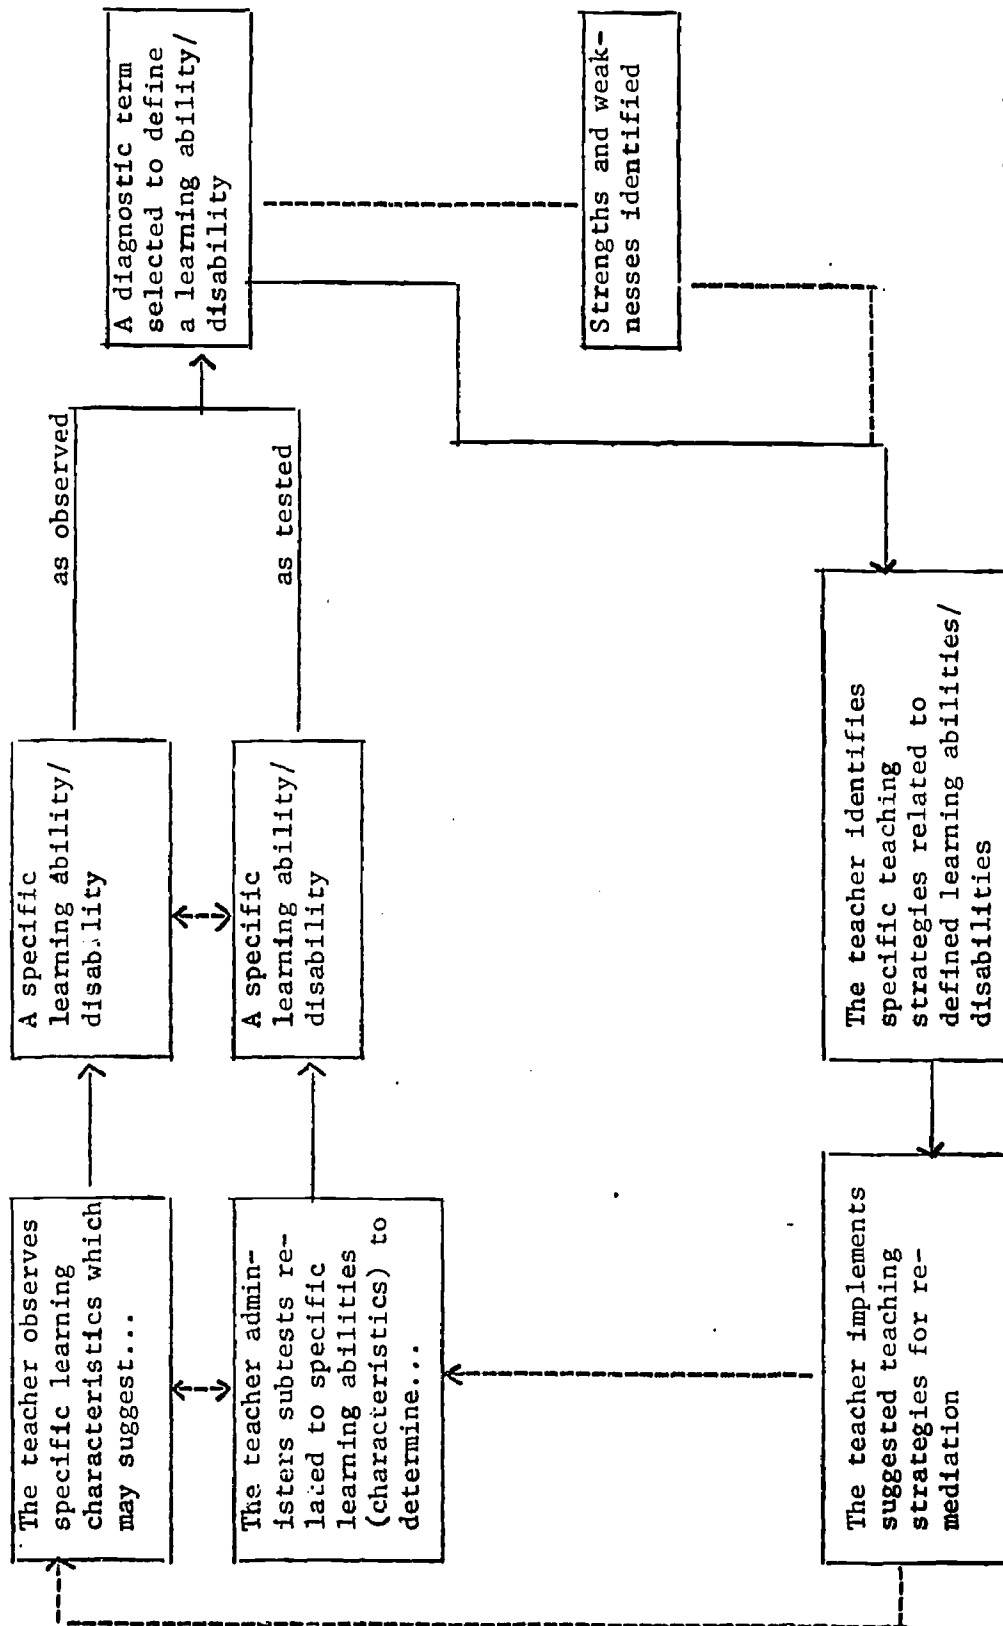 The teacher observes
specific learning
characteristics which
may suggest...
A specific
learning ability/
disability
as observed
The teacher admin-
isters subtests re-
lated to specific
learning abilities
(characteristics) to
determine...
A specific
learning ability/
disability
as tested
A diagnostic term
selected to define
a learning ability/
disability
Strengths and weak-
nesses identified
The teacher identifies
specific teaching
strategies related to
defined learning abilities/
disabilities
The teacher implements
suggested teaching
strategies for re-
mediation